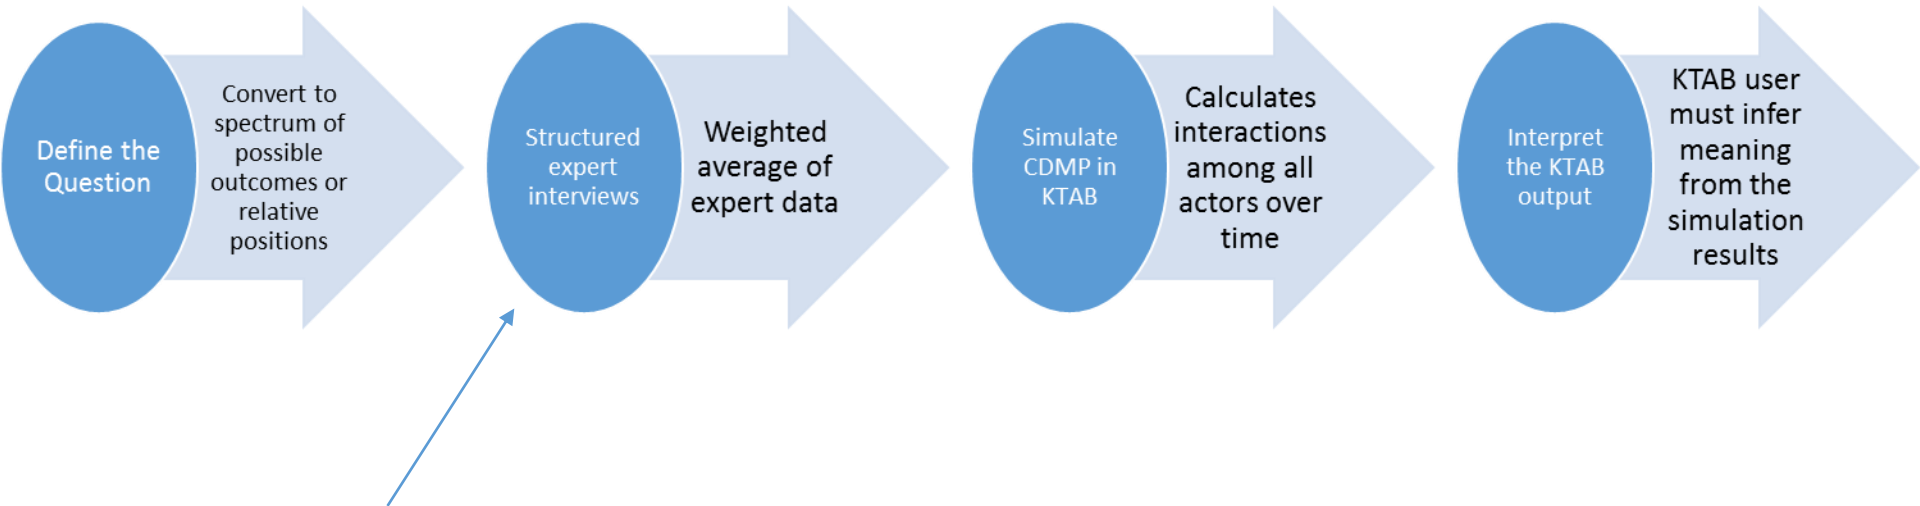 Define the
Question
Convert to
spectrum of
possible
outcomes or
relative
positions
Structured
expert
interviews
Weighted
average of
expert data
Simulate
CDMP in
KTAB
Calculates
interactions
among all
actors over
time
Interpret
the KTAB
output
KTAB user
must infer
meaning
from the
simulation
results